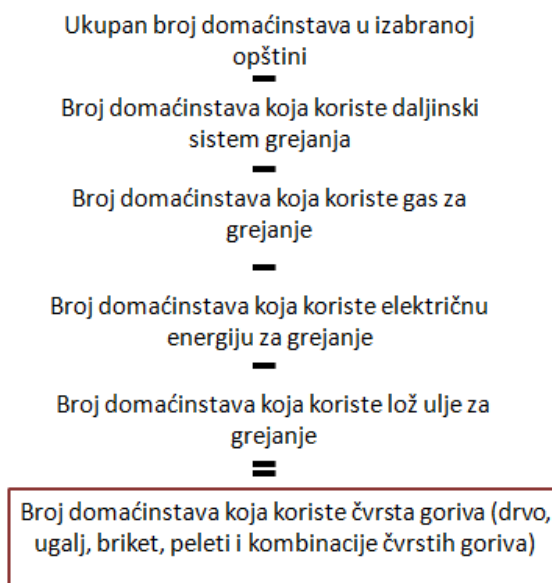 Ukupan broj domaćinstava u izabranoj
opštini
−
Broj domaćinstava koja koriste daljinski
sistem grejanja
−
Broj domaćinstava koja koriste gas za
grejanje
−
Broj domaćinstava koja koriste električnu
energiju za grejanje
−
Broj domaćinstava koja koriste lož ulje za
grejanje
=
Broj domaćinstava koja koriste čvrsta goriva (drvo,
ugalj, briket, peleti i kombinacije čvrstih goriva)